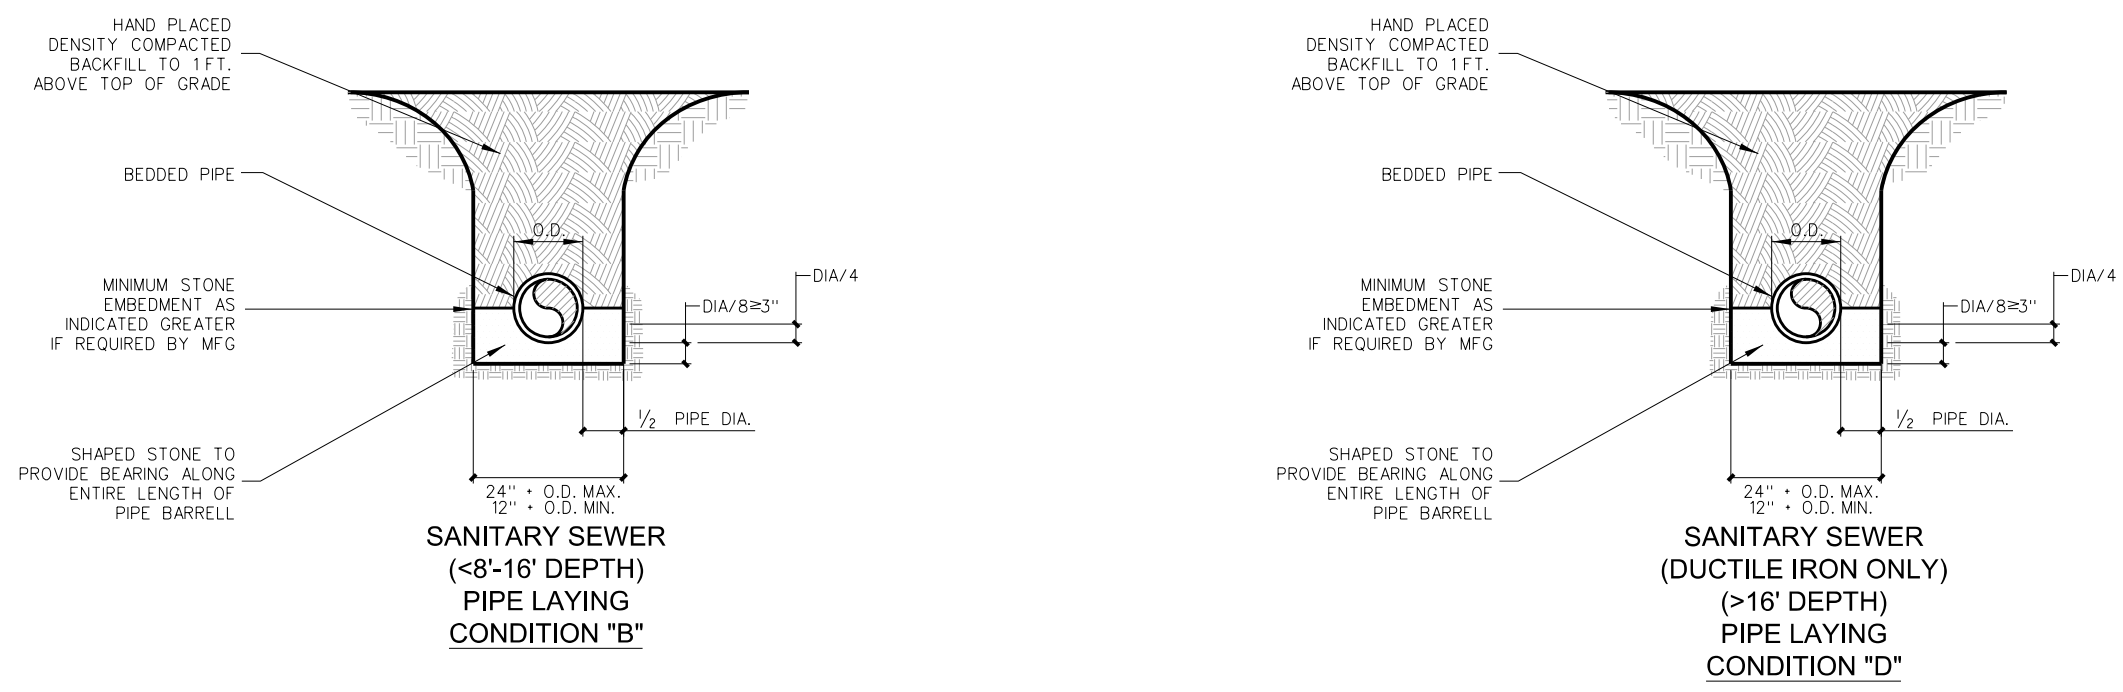 HAND PLACED
DENSITY COMPACTED
BACKFILL TO 1FT.
ABOVE TOP OF GRADE
BEDDED PIPE
O.D.
MINIMUM STONE
EMBEDMENT AS
INDICATED GREATER
IF REQUIRED BY MFG
DIA/4
DIA/8≥3"
1/2 PIPE DIA.
SHAPED STONE TO
PROVIDE BEARING ALONG
ENTIRE LENGTH OF
PIPE BARRELL
24" + O.D. MAX.
12" + O.D. MIN.
SANITARY SEWER
(<8'-16' DEPTH)
PIPE LAYING
CONDITION "B"
HAND PLACED
DENSITY COMPACTED
BACKFILL TO 1FT.
ABOVE TOP OF GRADE
BEDDED PIPE
O.D.
MINIMUM STONE
EMBEDMENT AS
INDICATED GREATER
IF REQUIRED BY MFG
DIA/4
DIA/8≥3"
1/2 PIPE DIA.
SHAPED STONE TO
PROVIDE BEARING ALONG
ENTIRE LENGTH OF
PIPE BARRELL
24" + O.D. MAX.
12" + O.D. MIN.
SANITARY SEWER
(DUCTILE IRON ONLY)
(>16' DEPTH)
PIPE LAYING
CONDITION "D"